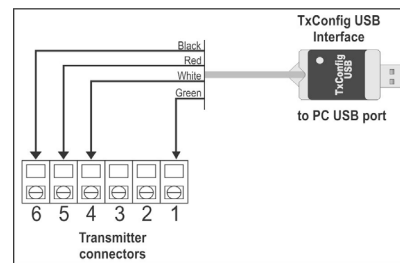 TxConfig USB
Interface
Black
Red
White
Green
TxConfig
USB
to PC USB port
6 5 4 3 2 1
Transmitter
connectors